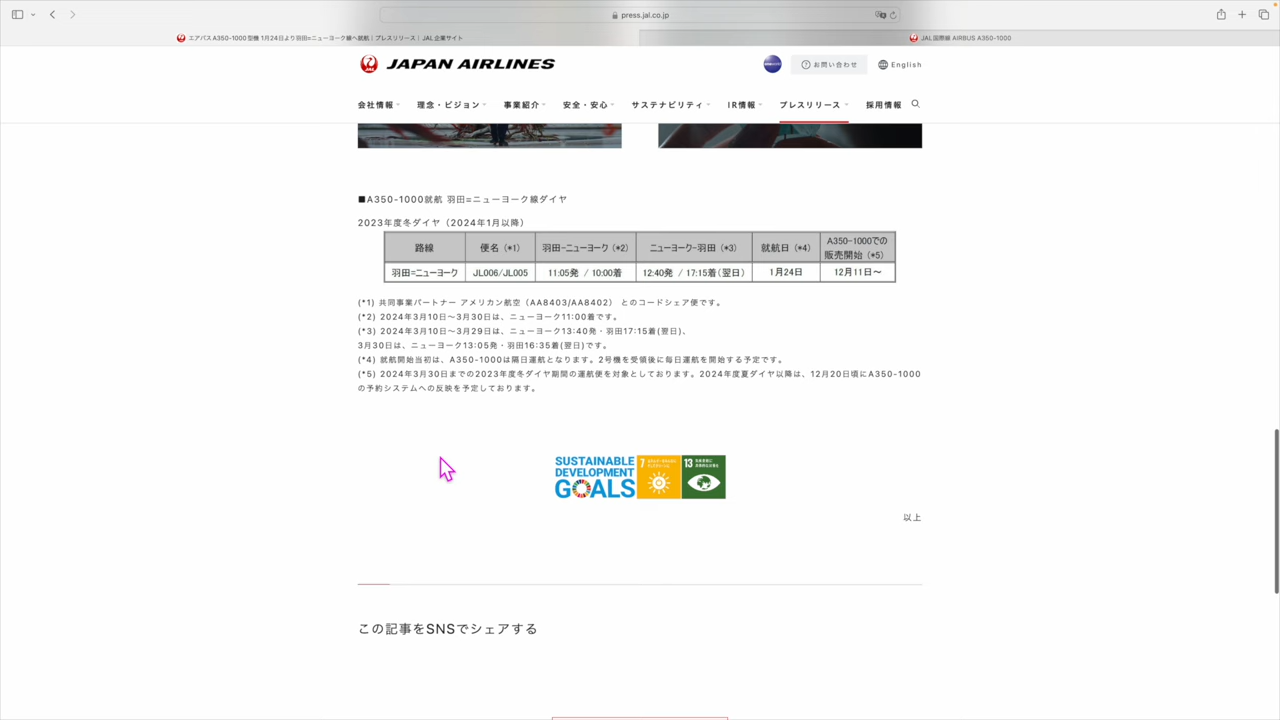 press.jal.co.jp
エアバスA350-1000型機 1月24日より羽田=ニューヨーク線へ就航｜プレスリリース｜ JAL企業サイト
JAL国際線 AIRBUS A350-1000
JAL
JAPAN AIRLINES
お問い合わせ
English
会社情報
理念・ビジョン
事業紹介
安全・安心
サステナビリティ
IR情報
プレスリリース
採用情報
■A350-1000就航 羽田=ニューヨーク線ダイヤ
2023年度冬ダイヤ（2024年1月以降）
路線 便名（*1） 羽田-ニューヨーク（*2） ニューヨーク-羽田（*3） 就航日（*4） A350-1000での
販売開始（*5）
羽田=ニューヨーク JL006/JL005 11:05発 / 10:00着 12:40発 / 17:15着（翌日） 1月24日 12月11日～
(*1) 共同事業パートナー アメリカン航空（AA8403/AA8402） とのコードシェア便です。
(*2) 2024年3月10日～3月30日は、ニューヨーク11:00着です。
(*3) 2024年3月10日～3月29日は、ニューヨーク13:40発・羽田17:15着(翌日)、
3月30日は、ニューヨーク13:05発・羽田16:35着(翌日)です。
(*4) 就航開始当初は、A350-1000は隔日運航となります。2号機を受領後に毎日運航を開始する予定です。
(*5) 2024年3月30日までの2023年度冬ダイヤ期間の運航便を対象としております。2024年度夏ダイヤ以降は、12月20日頃にA350-1000
の予約システムへの反映を予定しております。
SUSTAINABLE
DEVELOPMENT
GOALS
7
13
以上
この記事をSNSでシェアする